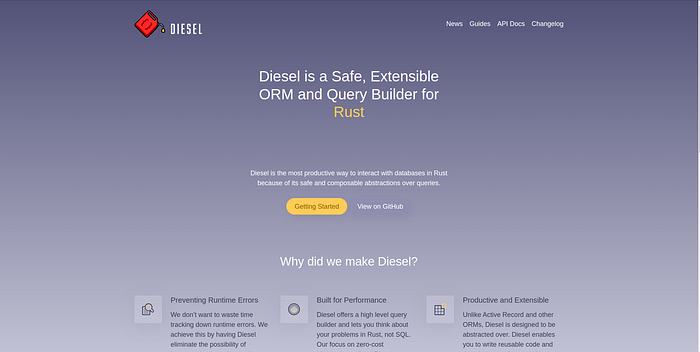 DIESEL
News Guides API Docs Changelog
Diesel is a Safe, Extensible
ORM and Query Builder for
Rust
Diesel is the most productive way to interact with databases in Rust
because of its safe and composable abstractions over queries.
Getting Started View on GitHub
Why did we make Diesel?
Preventing Runtime Errors
We don't want to waste time
tracking down runtime errors. We
achieve this by having Diesel
eliminate the possibility of
Built for Performance
Diesel offers a high level query
builder and lets you think about
your problems in Rust, not SQL.
Our focus on zero-cost
Productive and Extensible
Unlike Active Record and other
ORMs, Diesel is designed to be
abstracted over. Diesel enables
you to write reusable code and